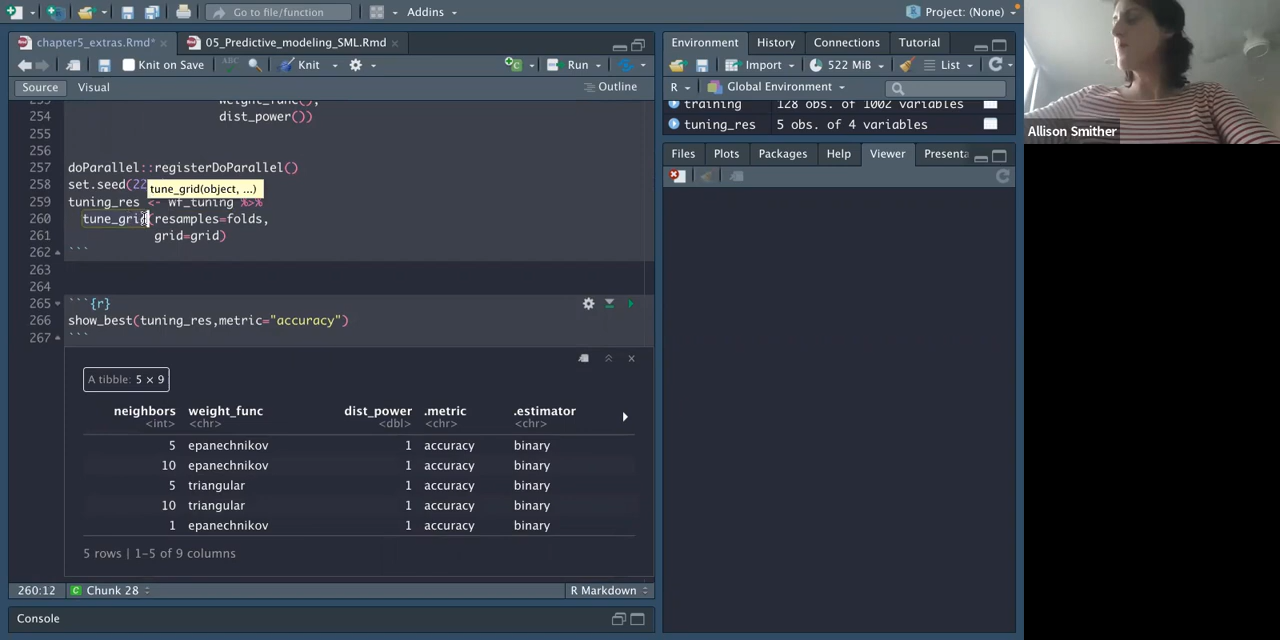 Go to file/function
Addins
Project: (None)
chapter5_extras.Rmd*
05_Predictive_modeling_SML.Rmd
Knit on Save
ABC
Knit
Run
Source
Visual
Outline
weight_func(),
254 dist_power())
255
256
257 doParallel::registerDoParallel()
258 set.seed(22
tune_grid(object, ...)
259 tuning_res <- wf_tuning %>%
260 tune_grid(resamples=folds,
261 grid=grid)
262 ```
263
264
265 ```{r}
266 show_best(tuning_res,metric="accuracy")
267 ```
A tibble: 5 × 9
neighbors weight_func dist_power .metric .estimator
<int> <chr> <dbl> <chr> <chr>
5 epanechnikov 1 accuracy binary
10 epanechnikov 1 accuracy binary
5 triangular 1 accuracy binary
10 triangular 1 accuracy binary
1 epanechnikov 1 accuracy binary
5 rows | 1-5 of 9 columns
260:12
C Chunk 28
R Markdown
Console
Environment
History
Connections
Tutorial
Import
522 MiB
List
R
Global Environment
training 128 obs. of 1002 variables
tuning_res 5 obs. of 4 variables
Files
Plots
Packages
Help
Viewer
Presenta
Allison Smither